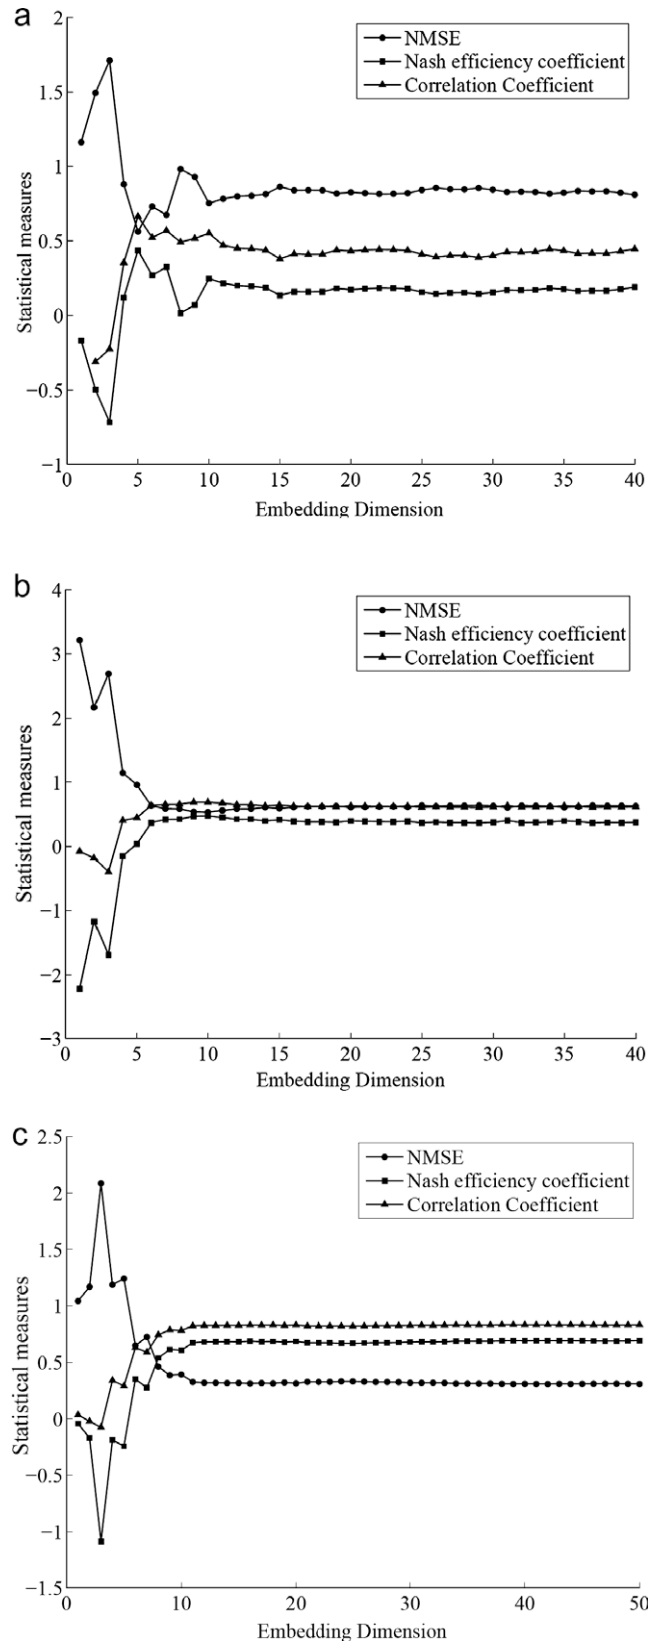 a
2
NMSE
Nash efficiency coefficient
Correlation Coefficient
1.5
1
0.5
0
−0.5
−1
Statistical measures
0 5 10 15 20 25 30 35 40
Embedding Dimension
b
4
NMSE
Nash efficiency coefficient
Correlation Coefficient
3
2
1
0
−1
−2
−3
Statistical measures
0 5 10 15 20 25 30 35 40
Embedding Dimension
c
2.5
NMSE
Nash efficiency coefficient
Correlation Coefficient
2
1.5
1
0.5
0
−0.5
−1
−1.5
Statistical measures
0 10 20 30 40 50
Embedding Dimension